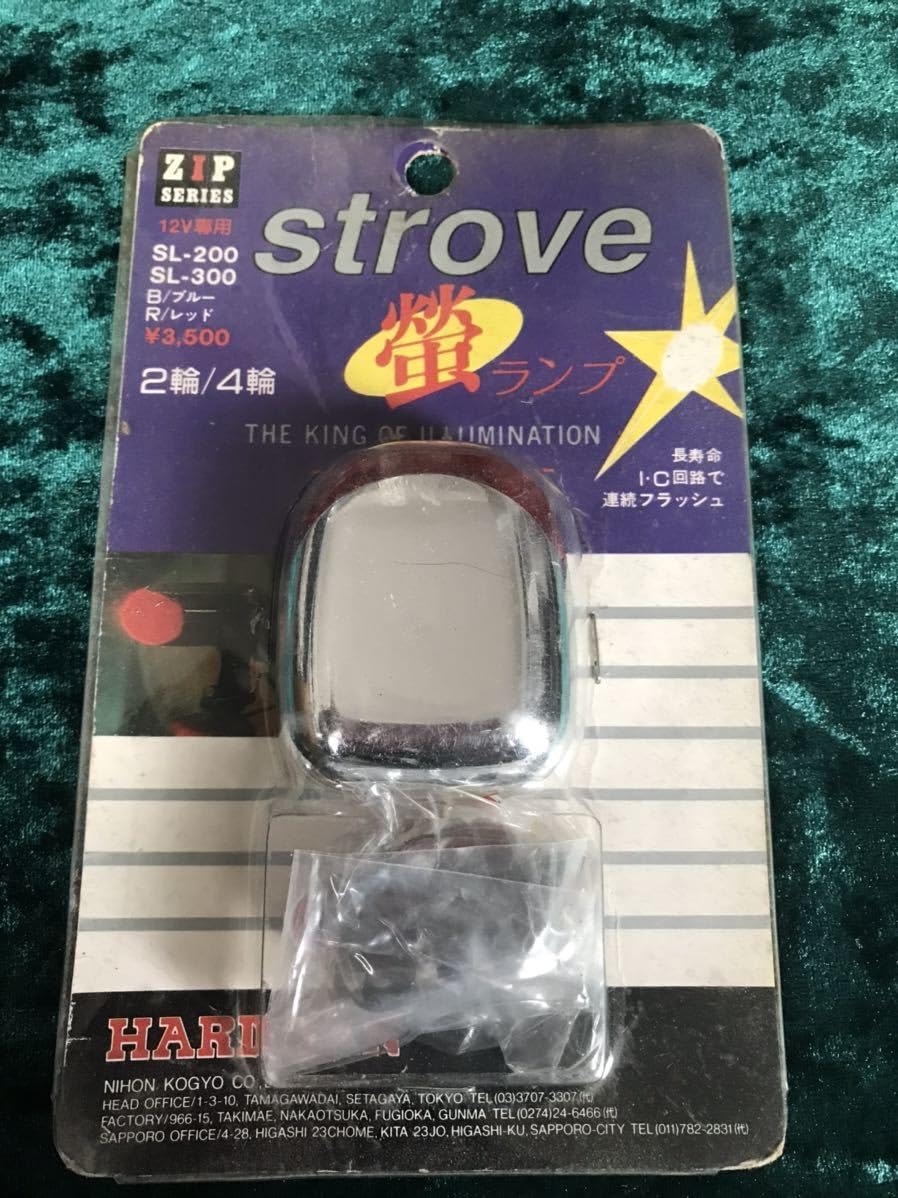 ZIP
SERIES
12V専用
SL-200
SL-300
B/ブルー
R/レッド
¥3,500
2輪/4輪
strove
螢ランプ
THE KING OF ILLUMINATION
長寿命
I・C回路で
連続フラッシュ
NIHON KOGYO CO.,
HEAD OFFICE/1-3-10, TAMAGAWADAI, SETAGAYA, TOKYO TEL(03)3707-3307(代)
FACTORY/966-15, TAKIMAE, NAKAOTSUKA, FUGIOKA, GUNMA TEL(0274)24-6466(代)
SAPPORO OFFICE/4-28, HIGASHI 23CHOME, KITA 23JO, HIGASHI-KU, SAPPORO-CITY TEL(011)782-2831(代)